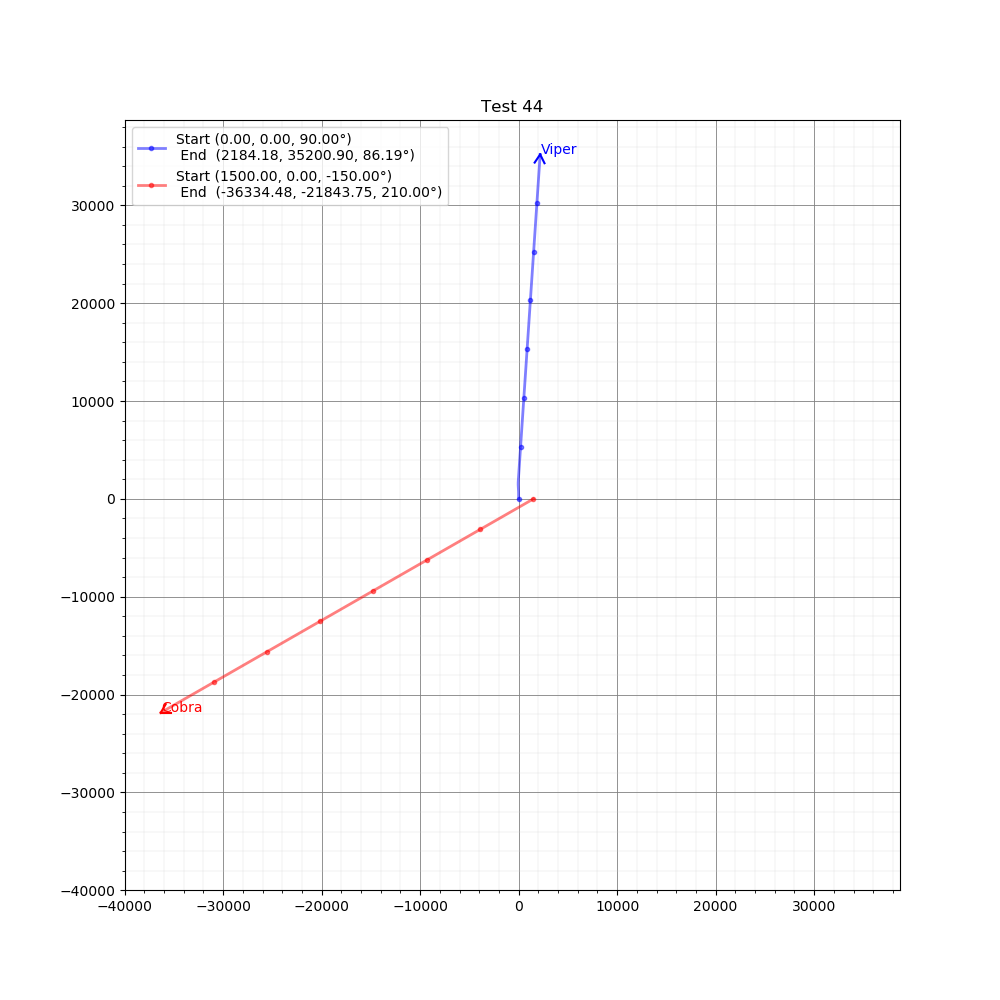 Test 44
Start (0.00, 0.00, 90.00°)
End (2184.18, 35200.90, 86.19°)
Start (1500.00, 0.00, -150.00°)
End (-36334.48, -21843.75, 210.00°)
Viper
Cobra
30000
20000
10000
0
−10000
−20000
−30000
−40000
−40000 −30000 −20000 −10000 0 10000 20000 30000